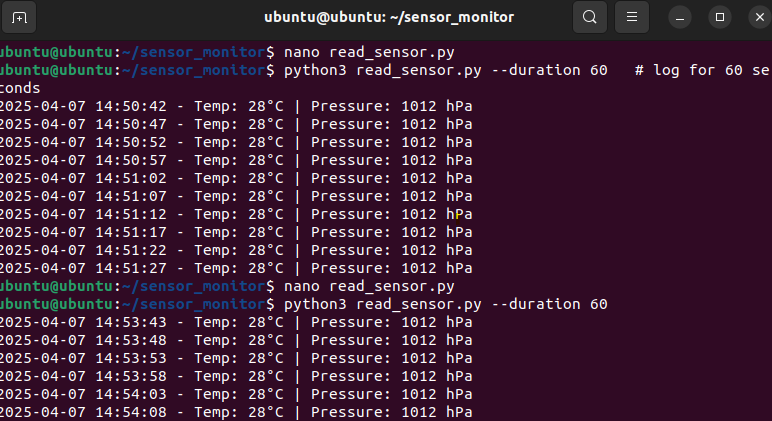 ubuntu@ubuntu: ~/sensor_monitor
ubuntu@ubuntu:~/sensor_monitor$ nano read_sensor.py
ubuntu@ubuntu:~/sensor_monitor$ python3 read_sensor.py --duration 60   # log for 60 se
conds
2025-04-07 14:50:42 - Temp: 28°C | Pressure: 1012 hPa
2025-04-07 14:50:47 - Temp: 28°C | Pressure: 1012 hPa
2025-04-07 14:50:52 - Temp: 28°C | Pressure: 1012 hPa
2025-04-07 14:50:57 - Temp: 28°C | Pressure: 1012 hPa
2025-04-07 14:51:02 - Temp: 28°C | Pressure: 1012 hPa
2025-04-07 14:51:07 - Temp: 28°C | Pressure: 1012 hPa
2025-04-07 14:51:12 - Temp: 28°C | Pressure: 1012 hPa
2025-04-07 14:51:17 - Temp: 28°C | Pressure: 1012 hPa
2025-04-07 14:51:22 - Temp: 28°C | Pressure: 1012 hPa
2025-04-07 14:51:27 - Temp: 28°C | Pressure: 1012 hPa
ubuntu@ubuntu:~/sensor_monitor$ nano read_sensor.py
ubuntu@ubuntu:~/sensor_monitor$ python3 read_sensor.py --duration 60
2025-04-07 14:53:43 - Temp: 28°C | Pressure: 1012 hPa
2025-04-07 14:53:48 - Temp: 28°C | Pressure: 1012 hPa
2025-04-07 14:53:53 - Temp: 28°C | Pressure: 1012 hPa
2025-04-07 14:53:58 - Temp: 28°C | Pressure: 1012 hPa
2025-04-07 14:54:03 - Temp: 28°C | Pressure: 1012 hPa
2025-04-07 14:54:08 - Temp: 28°C | Pressure: 1012 hPa